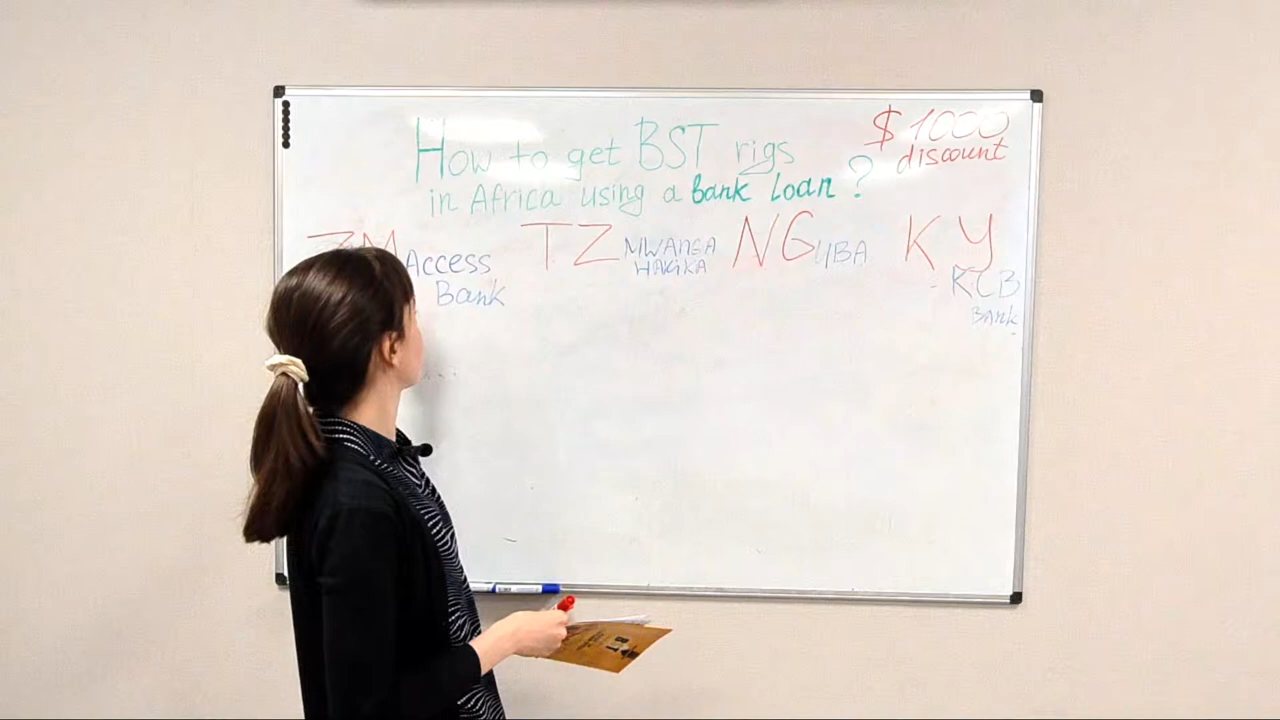 How to get BST rigs
in Africa using a bank loan?
$1000
discount
ZM Access
Bank
TZ MWANGA
HAKIKA
NG UBA
KY
KCB
BANK